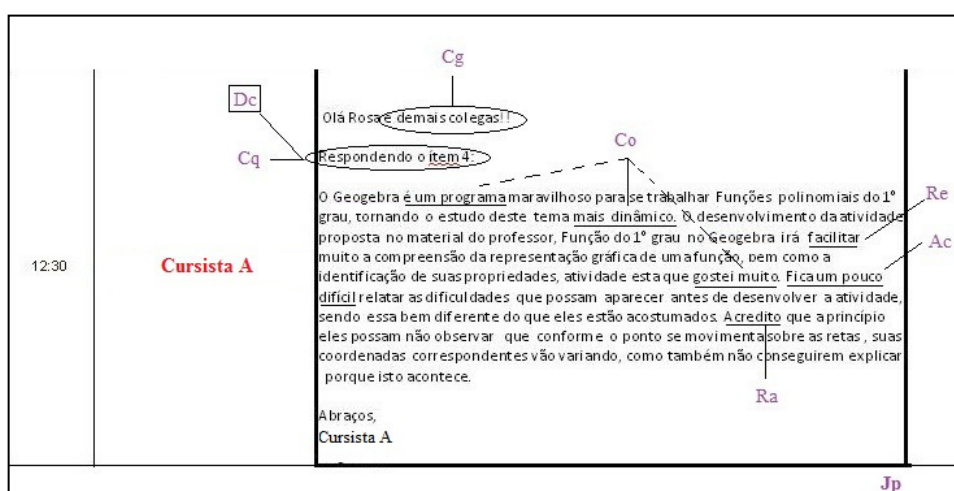 Cg
Dc
Olá Rosa e demais colegas!!
Cq
Respondendo o ítem 4:
Co
O Geogebra é um programa maravilhoso para se trabalhar Funções polinomiais do 1º
Re
grau, tornando o estudo deste tema mais dinâmico. O desenvolvimento da atividade
proposta no material do professor, Função do 1º grau no Geogebra irá facilitar
Ac
muito a compreensão da representação gráfica de uma função, bem como a
12:30
Cursista A
identificação de suas propriedades, atividade esta que gostei muito. Fica um pouco
difícil relatar as dificuldades que possam aparecer antes de desenvolver a atividade,
sendo essa bem diferente do que eles estão acostumados. Acredito que a princípio
eles possam não observar que conforme o ponto se movimenta sobre as retas, suas
coordenadas correspondentes vão variando, como também não conseguirem explicar
porque isto acontece.
Ra
Abraços,
Cursista A
Jp